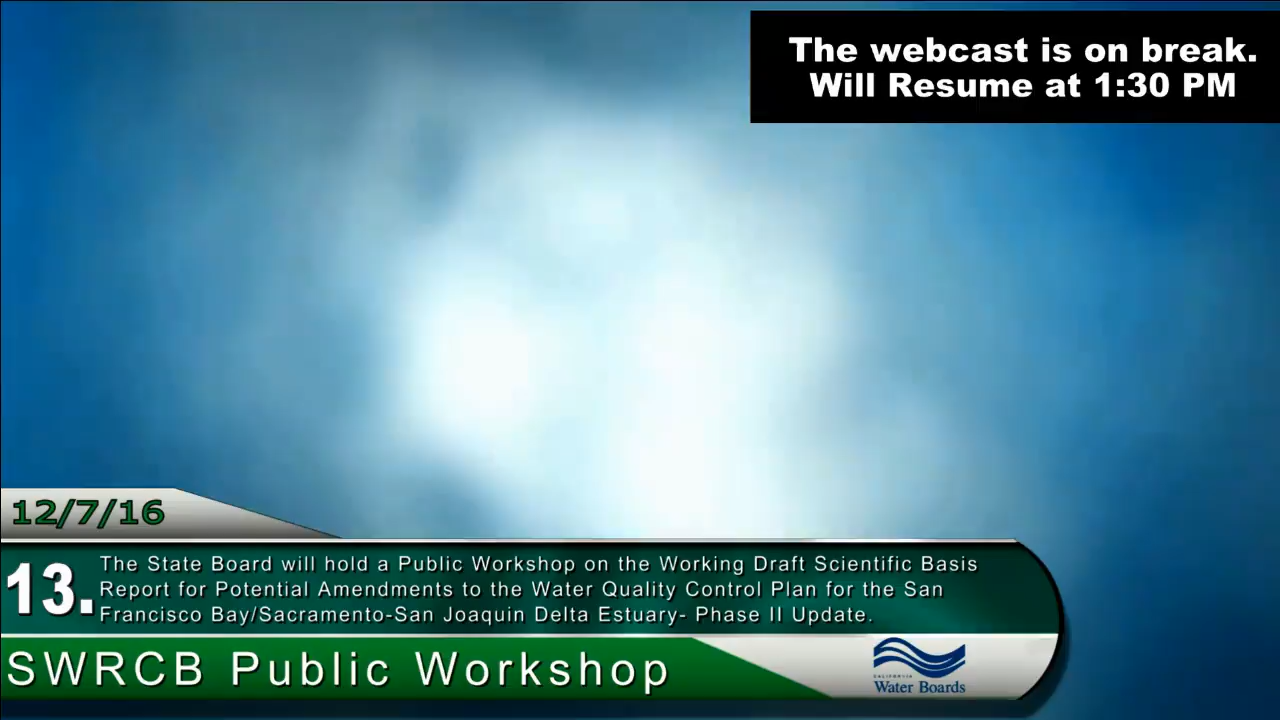 The webcast is on break.
Will Resume at 1:30 PM
12/7/16
13.
The State Board will hold a Public Workshop on the Working Draft Scientific Basis
Report for Potential Amendments to the Water Quality Control Plan for the San
Francisco Bay/Sacramento-San Joaquin Delta Estuary- Phase II Update.
SWRCB Public Workshop
CALIFORNIA
Water Boards